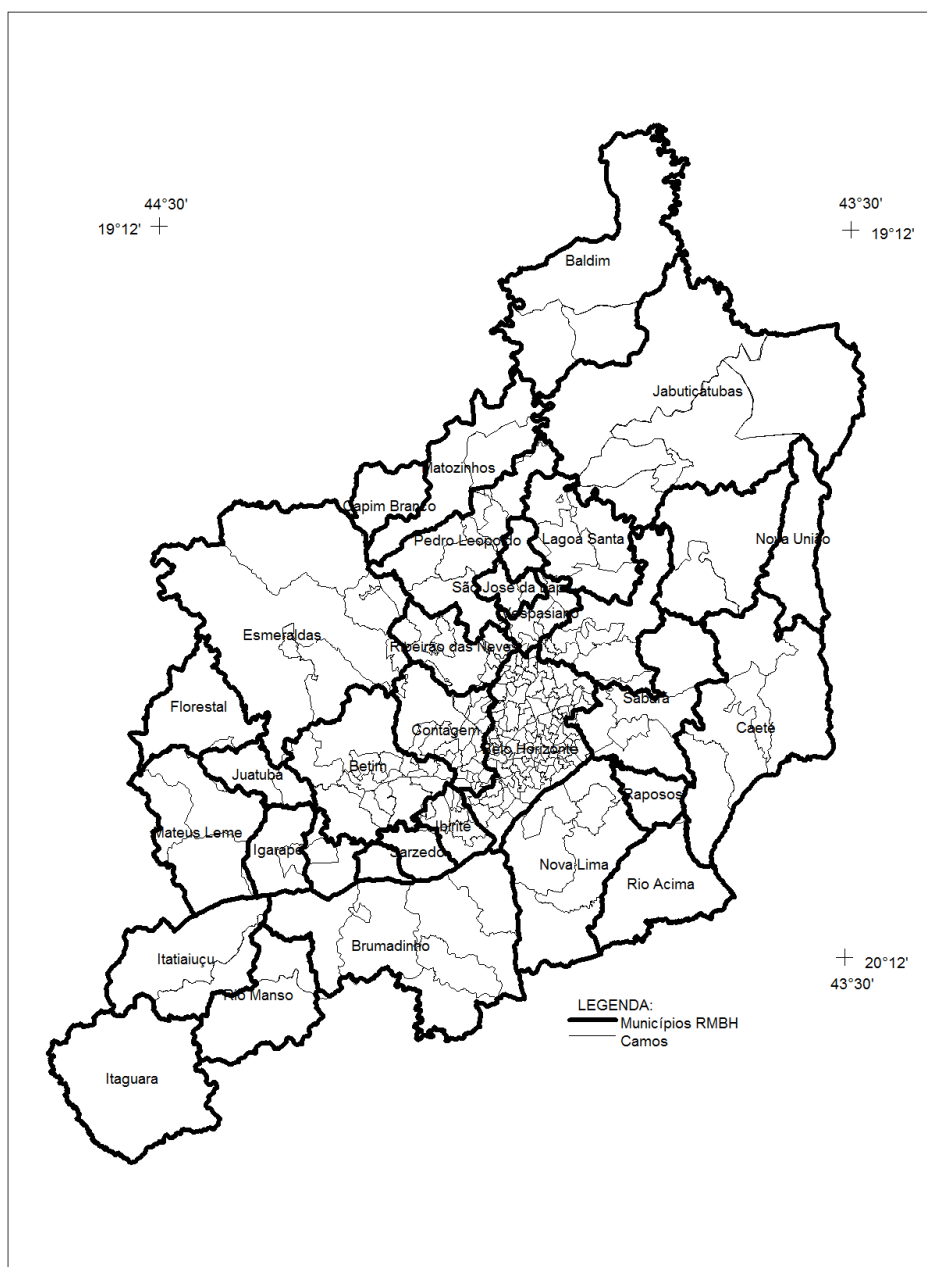 44°30'
43°30'
19°12'
19°12'
Baldim
Jabuticatubas
Matozinhos
Capim Branco
Pedro Leopoldo
Lagoa Santa
Nova União
São José da Lapa
Vespasiano
Esmeraldas
Ribeirão das Neves
Florestal
Sabará
Contagem
Caeté
Belo Horizonte
Juatuba
Betim
Raposos
Mateus Leme
Ibirité
Igarapé
Sarzedo
Nova Lima
Rio Acima
Itatiaiuçu
Brumadinho
20°12'
43°30'
Rio Manso
LEGENDA:
Municípios RMBH
Camos
Itaguara